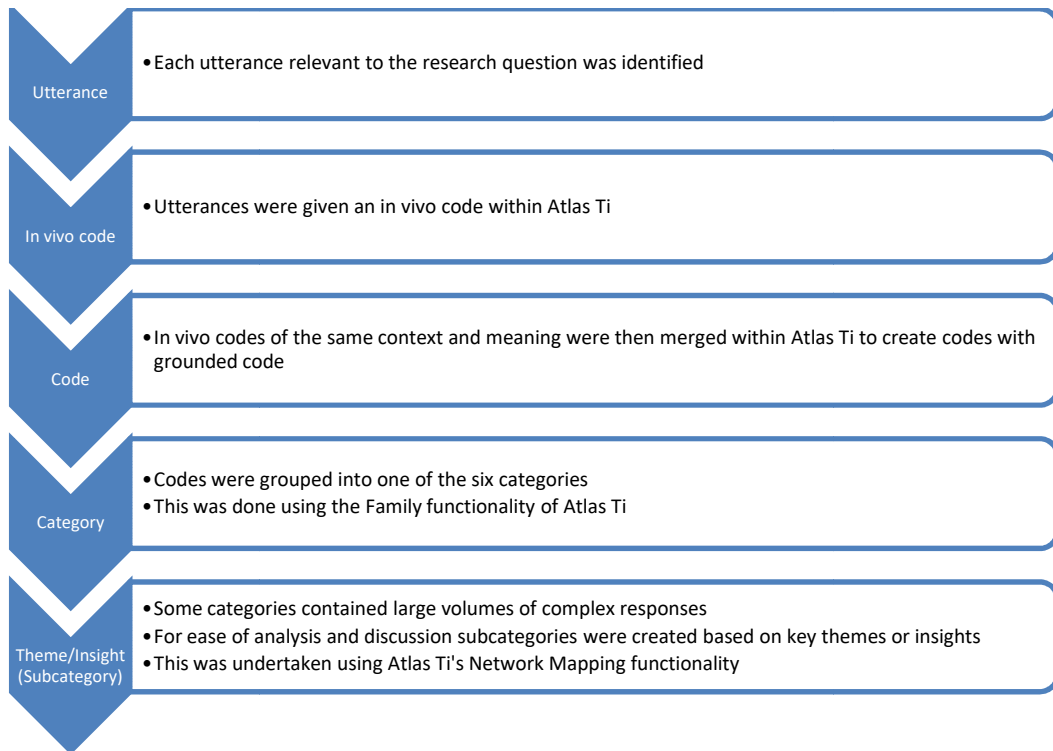 Utterance
•Each utterance relevant to the research question was identified
In vivo code
•Utterances were given an in vivo code within Atlas Ti
Code
•In vivo codes of the same context and meaning were then merged within Atlas Ti to create codes with
grounded code
Category
•Codes were grouped into one of the six categories
•This was done using the Family functionality of Atlas Ti
Theme/Insight
(Subcategory)
•Some categories contained large volumes of complex responses
•For ease of analysis and discussion subcategories were created based on key themes or insights
•This was undertaken using Atlas Ti's Network Mapping functionality